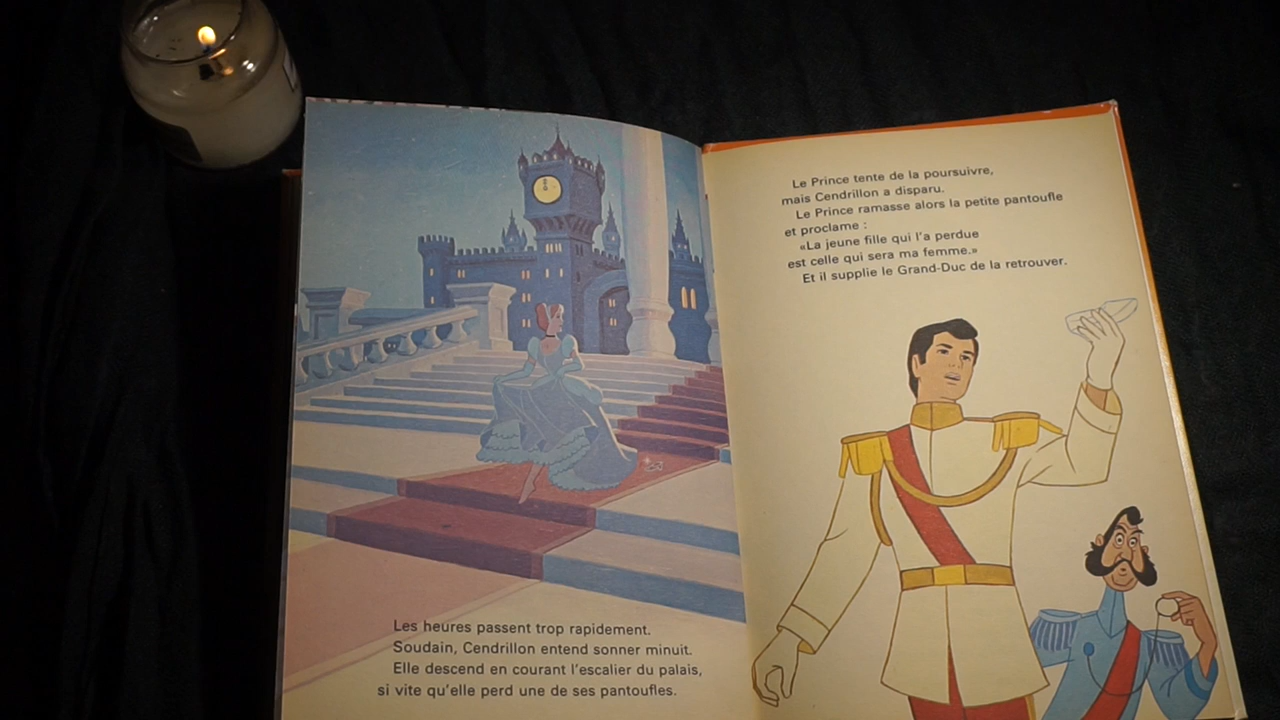 Les heures passent trop rapidement.
Soudain, Cendrillon entend sonner minuit.
Elle descend en courant l'escalier du palais,
si vite qu'elle perd une de ses pantoufles.
Le Prince tente de la poursuivre,
mais Cendrillon a disparu.
Le Prince ramasse alors la petite pantoufle
et proclame :
«La jeune fille qui l'a perdue
est celle qui sera ma femme.»
Et il supplie le Grand-Duc de la retrouver.